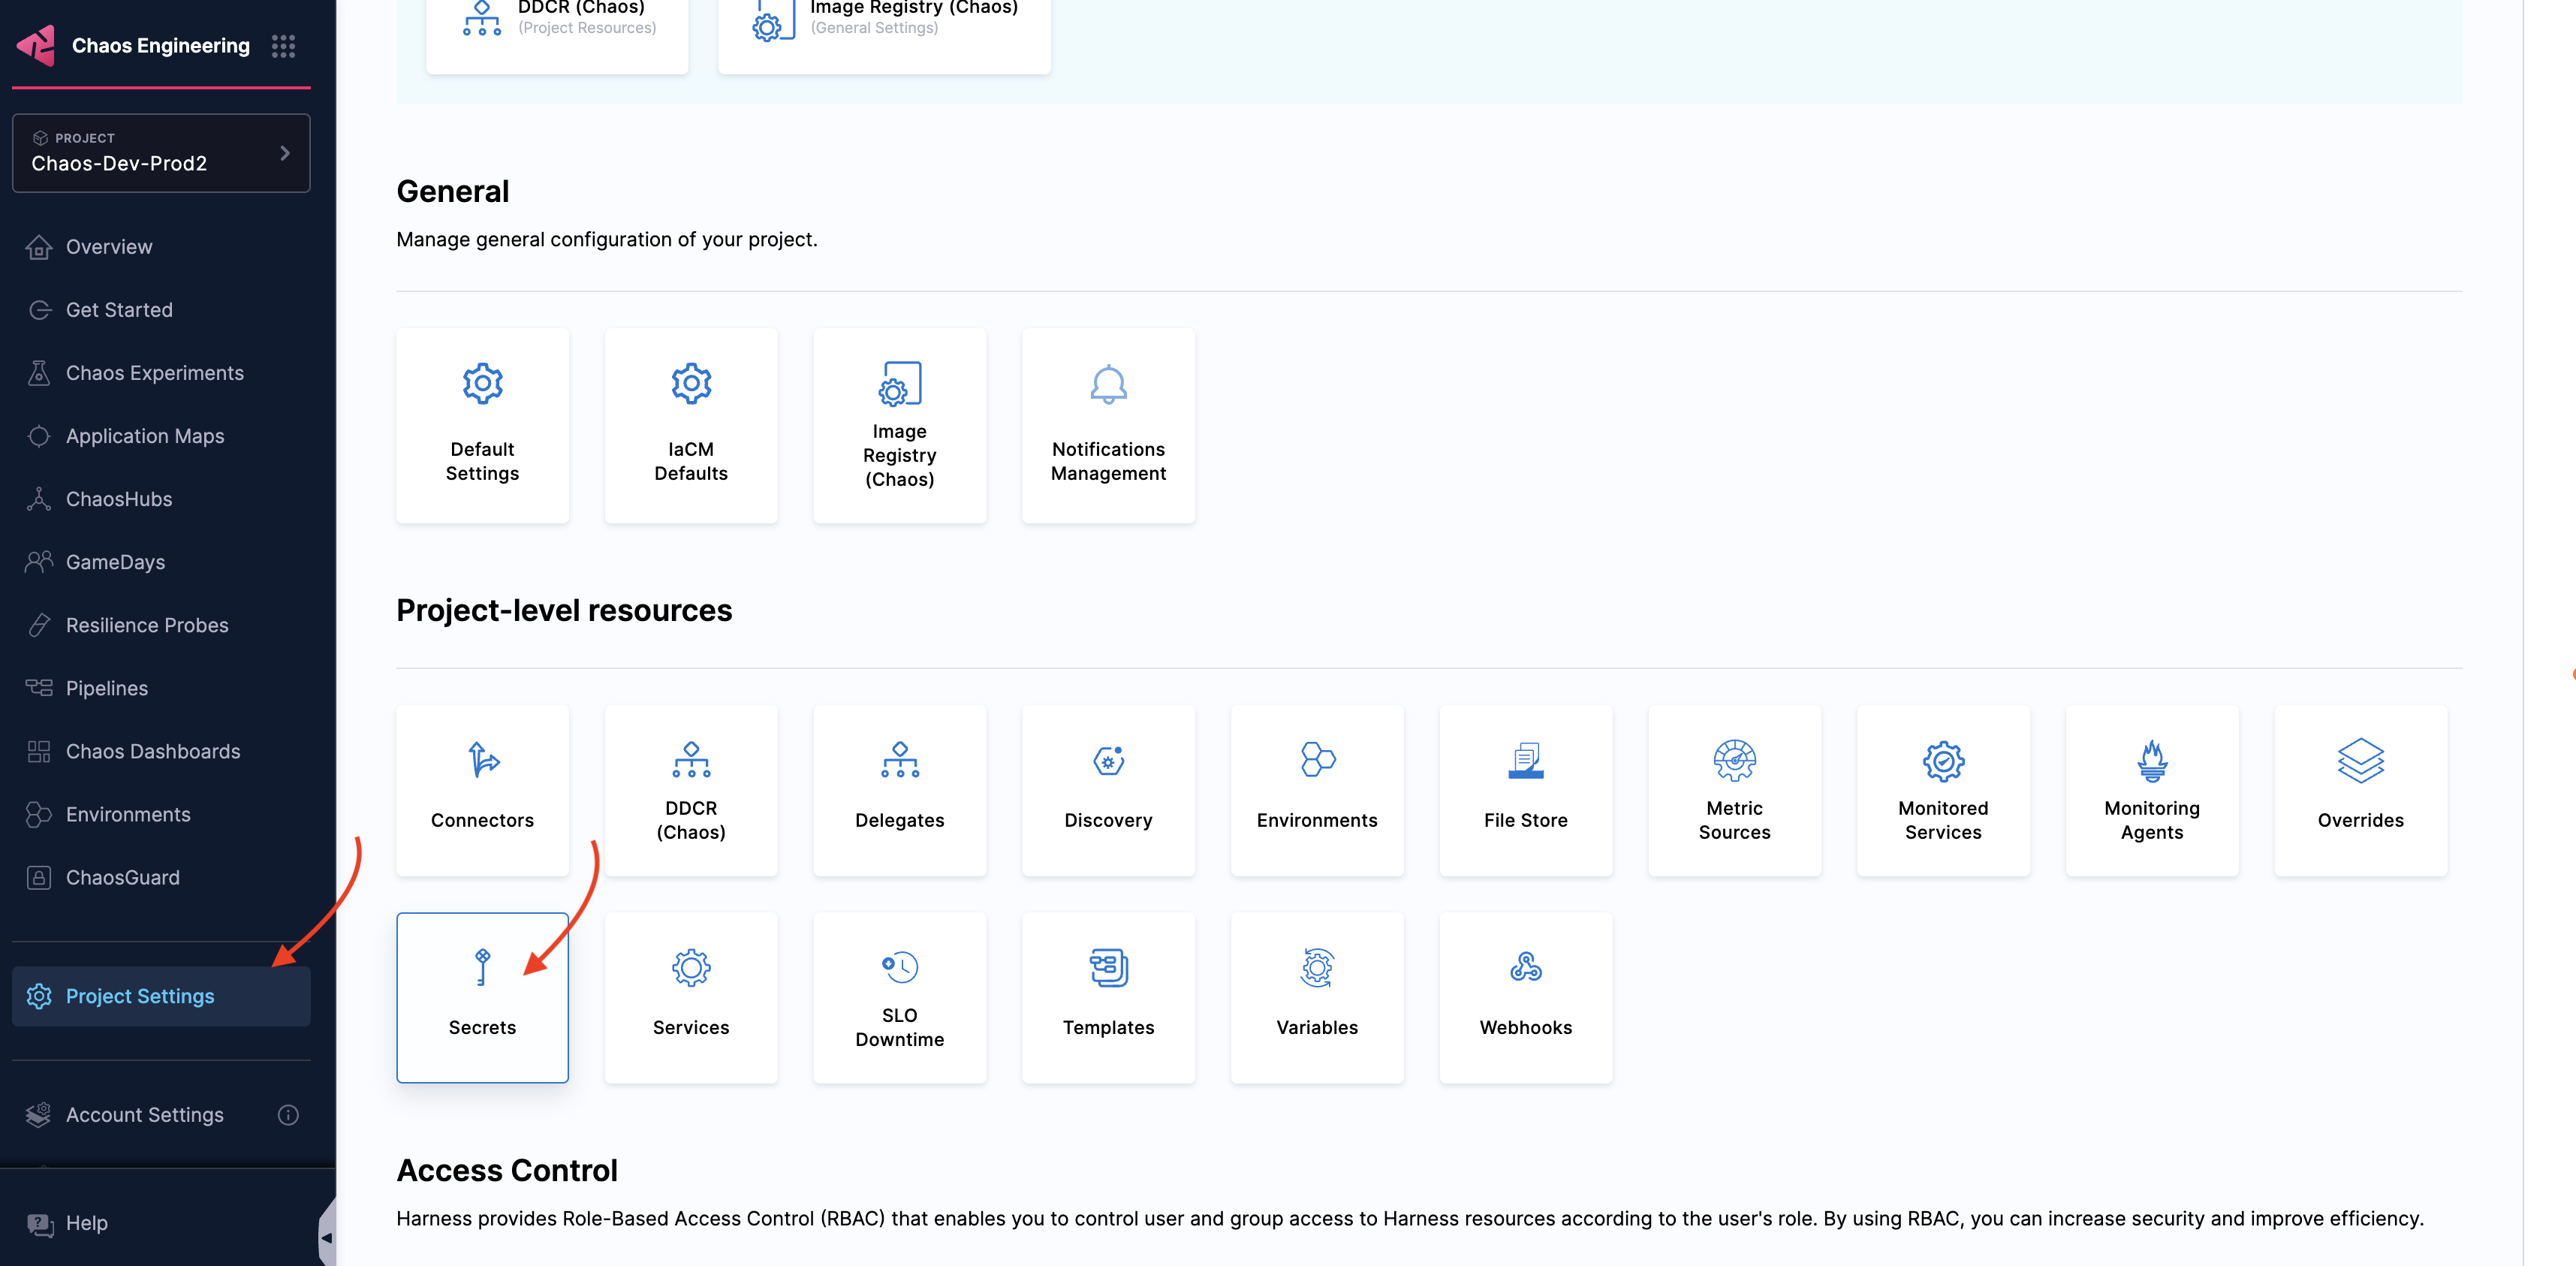 Chaos Engineering
PROJECT
Chaos-Dev-Prod2
Overview
Get Started
Chaos Experiments
Application Maps
ChaosHubs
GameDays
Resilience Probes
Pipelines
Chaos Dashboards
Environments
ChaosGuard
Project Settings
Account Settings
Help
DDCR (Chaos)
(Project Resources)
Image Registry (Chaos)
(General Settings)
General
Manage general configuration of your project.
Default
Settings
IaCM
Defaults
Image
Registry
(Chaos)
Notifications
Management
Project-level resources
Connectors
DDCR
(Chaos)
Delegates
Discovery
Environments
File Store
Metric
Sources
Monitored
Services
Monitoring
Agents
Overrides
Secrets
Services
SLO
Downtime
Templates
Variables
Webhooks
Access Control
Harness provides Role-Based Access Control (RBAC) that enables you to control user and group access to Harness resources according to the user's role. By using RBAC, you can increase security and improve efficiency.